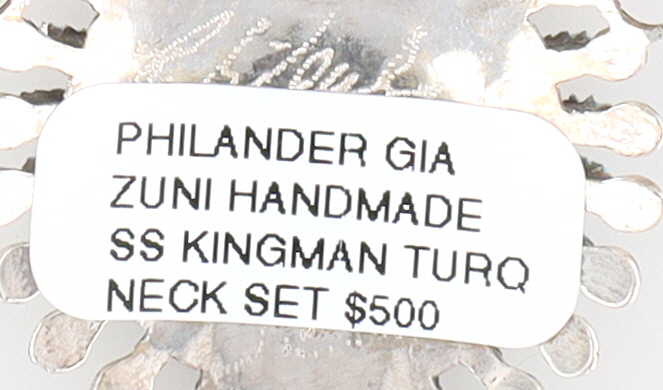 PHILANDER GIA
ZUNI HANDMADE
SS KINGMAN TURQ
NECK SET $500